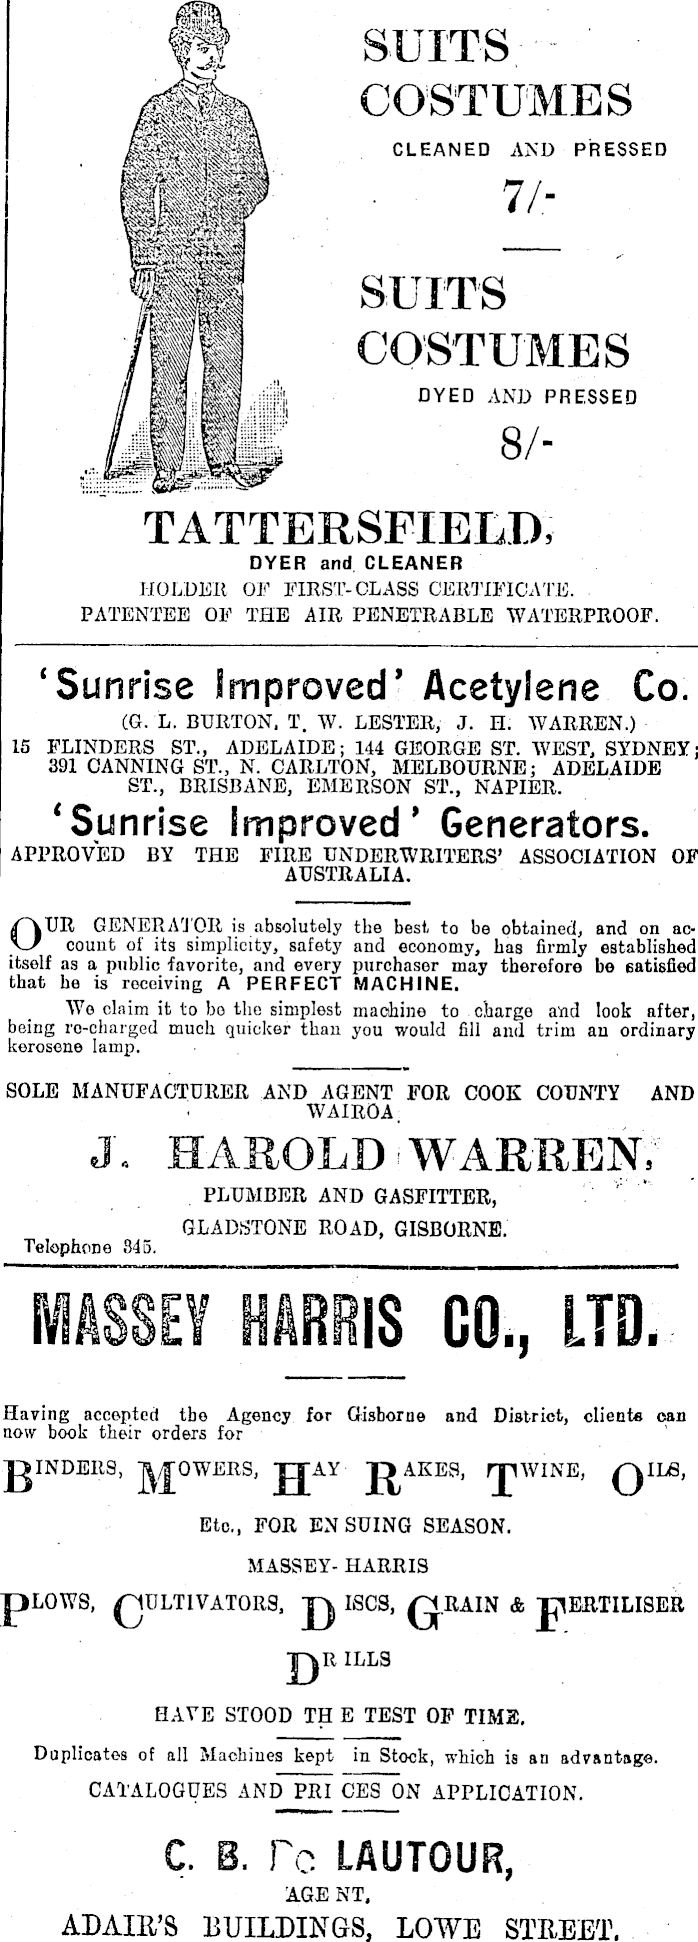 SUITS
COSTUMES
CLEANED AND PRESSED
7/-
SUITS
COSTUMES
DYED AND PRESSED
8/-
TATTERSFIELD,
DYER and CLEANER
HOLDER OF FIRST-CLASS CERTIFICATE.
PATENTEE OF THE AIR PENETRABLE WATERPROOF.
'Sunrise Improved' Acetylene Co.
(G. L. BURTON, T. W. LESTER, J. H. WARREN.)
15 FLINDERS ST., ADELAIDE; 144 GEORGE ST. WEST, SYDNEY;
391 CANNING ST., N. CARLTON, MELBOURNE; ADELAIDE
ST., BRISBANE, EMERSON ST., NAPIER.
'Sunrise Improved' Generators.
APPROVED BY THE FIRE UNDERWRITERS' ASSOCIATION OF
AUSTRALIA.
OUR GENERATOR is absolutely the best to be obtained, and on ac-
count of its simplicity, safety and economy, has firmly established
itself as a public favorite, and every purchaser may therefore be satisfied
that he is receiving A PERFECT MACHINE.
We claim it to be the simplest machine to charge and look after,
being re-charged much quicker than you would fill and trim an ordinary
kerosene lamp.
SOLE MANUFACTURER AND AGENT FOR COOK COUNTY AND
WAIROA
J. HAROLD WARREN,
PLUMBER AND GASFITTER,
GLADSTONE ROAD, GISBORNE.
Telephone 345.
MASSEY HARRIS CO., LTD.
Having accepted the Agency for Gisborne and District, clients can
now book their orders for
BINDERS, MOWERS, HAY RAKES, TWINE, OILS,
Etc., FOR ENSUING SEASON.
MASSEY-HARRIS
PLOWS, CULTIVATORS, DISCS, GRAIN & FERTILISER
DRILLS
HAVE STOOD THE TEST OF TIME.
Duplicates of all Machines kept in Stock, which is an advantage.
CATALOGUES AND PRICES ON APPLICATION.
C. B. De LAUTOUR,
AGENT,
ADAIR'S BUILDINGS, LOWE STREET.